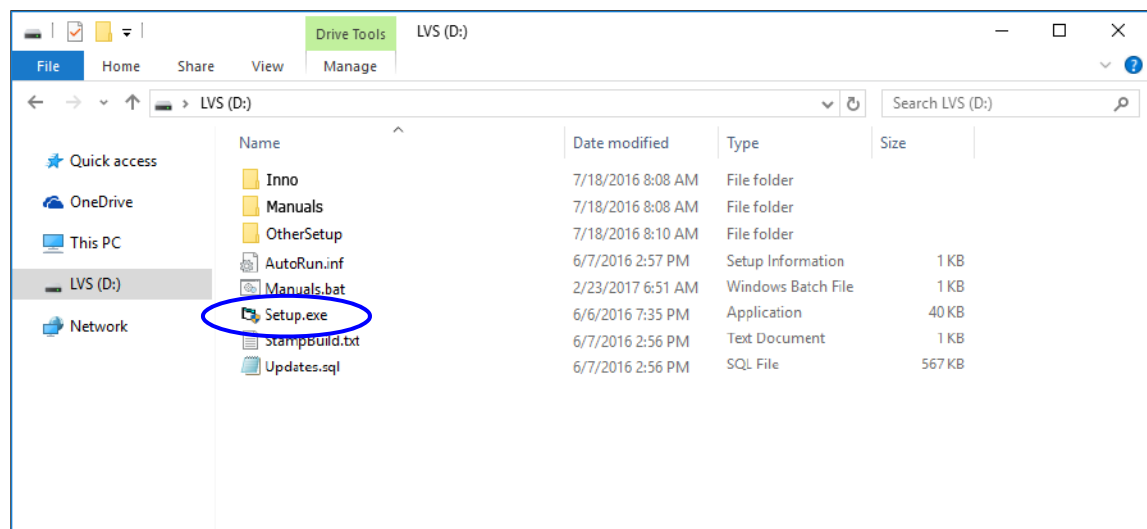 Drive Tools LVS (D:)
File Home Share View Manage
LVS (D:) Search LVS (D:)
Name Date modified Type Size
Quick access
OneDrive
This PC
LVS (D:)
Network
Inno 7/18/2016 8:08 AM File folder
Manuals 7/18/2016 8:08 AM File folder
OtherSetup 7/18/2016 8:10 AM File folder
AutoRun.inf 6/7/2016 2:57 PM Setup Information 1 KB
Manuals.bat 2/23/2017 6:51 AM Windows Batch File 1 KB
Setup.exe 6/6/2016 7:35 PM Application 40 KB
StampBuild.txt 6/7/2016 2:56 PM Text Document 1 KB
Updates.sql 6/7/2016 2:56 PM SQL File 567 KB